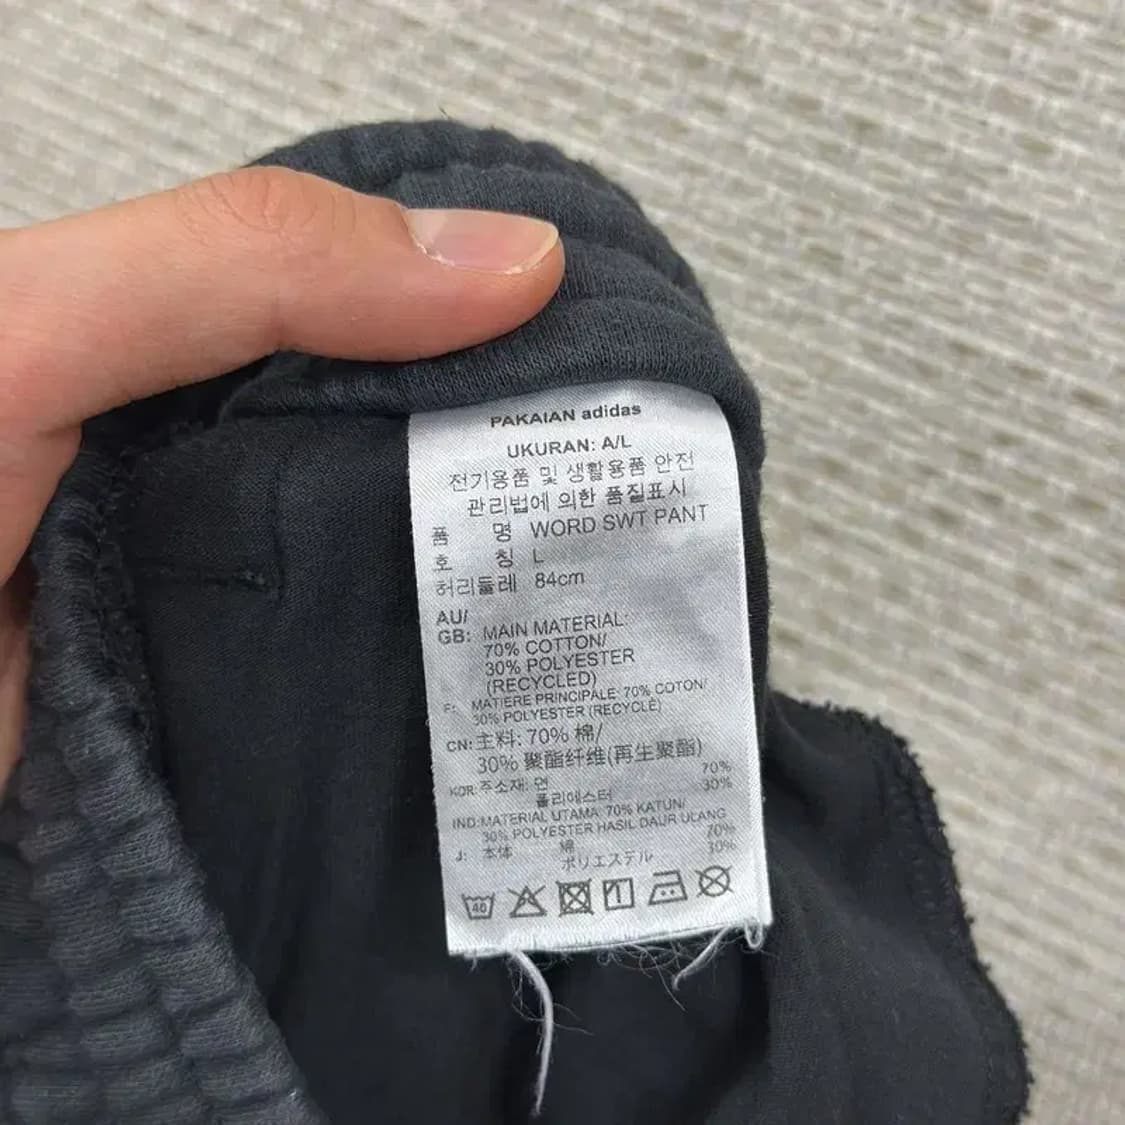 PAKAIAN adidas
UKURAN: A/L
전기용품 및 생활용품 안전
관리법에 의한 품질표시
품 명 WORD SWT PANT
호 칭 L
허리둘레 84cm
AU/
GB: MAIN MATERIAL:
70% COTTON/
30% POLYESTER
(RECYCLED)
F: MATIERE PRINCIPALE: 70% COTON/
30% POLYESTER (RECYCLÉ)
CN: 主料: 70% 棉/
30% 聚酯纤维(再生聚酯)
KOR: 주소재: 면 70%
폴리에스터 30%
IND: MATERIAL UTAMA: 70% KATUN/
30% POLYESTER HASIL DAUR ULANG
J: 本体 綿 70%
ポリエステル 30%
40